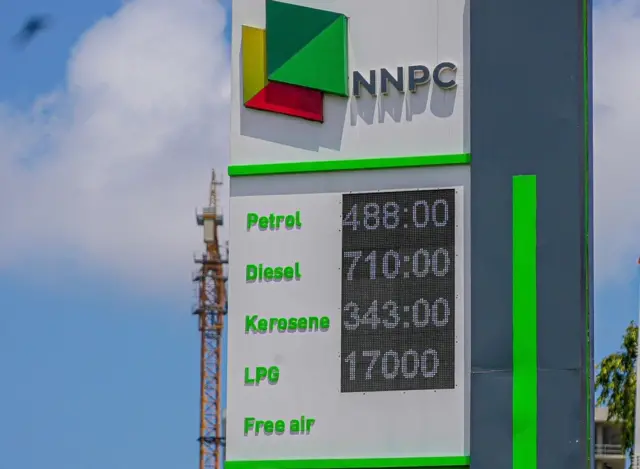 NNPC
Petrol 488:00
Diesel 710:00
Kerosene 343:00
LPG 17000
Free air